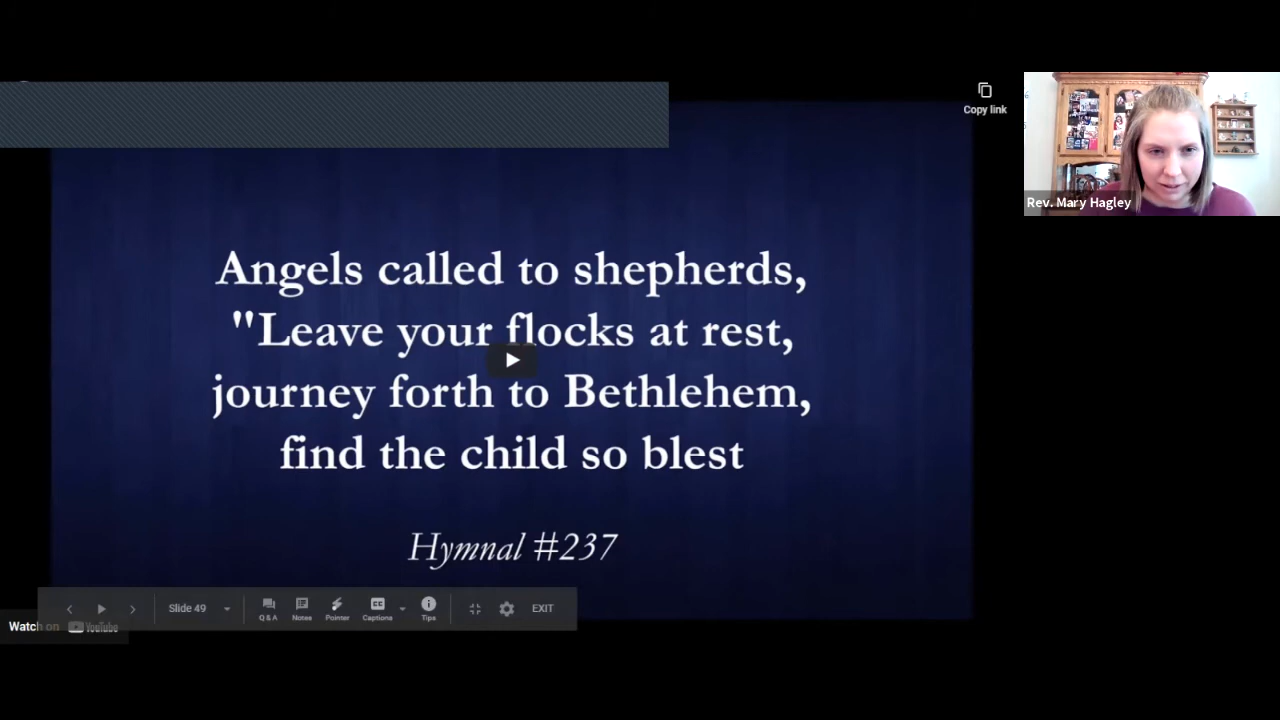 Copy link
Rev. Mary Hagley
Angels called to shepherds,
"Leave your flocks at rest,
journey forth to Bethlehem,
find the child so blest
Hymnal #237
Slide 49
Q & A
Notes
Pointer
CC
Captions
Tips
EXIT
Watch on YouTube